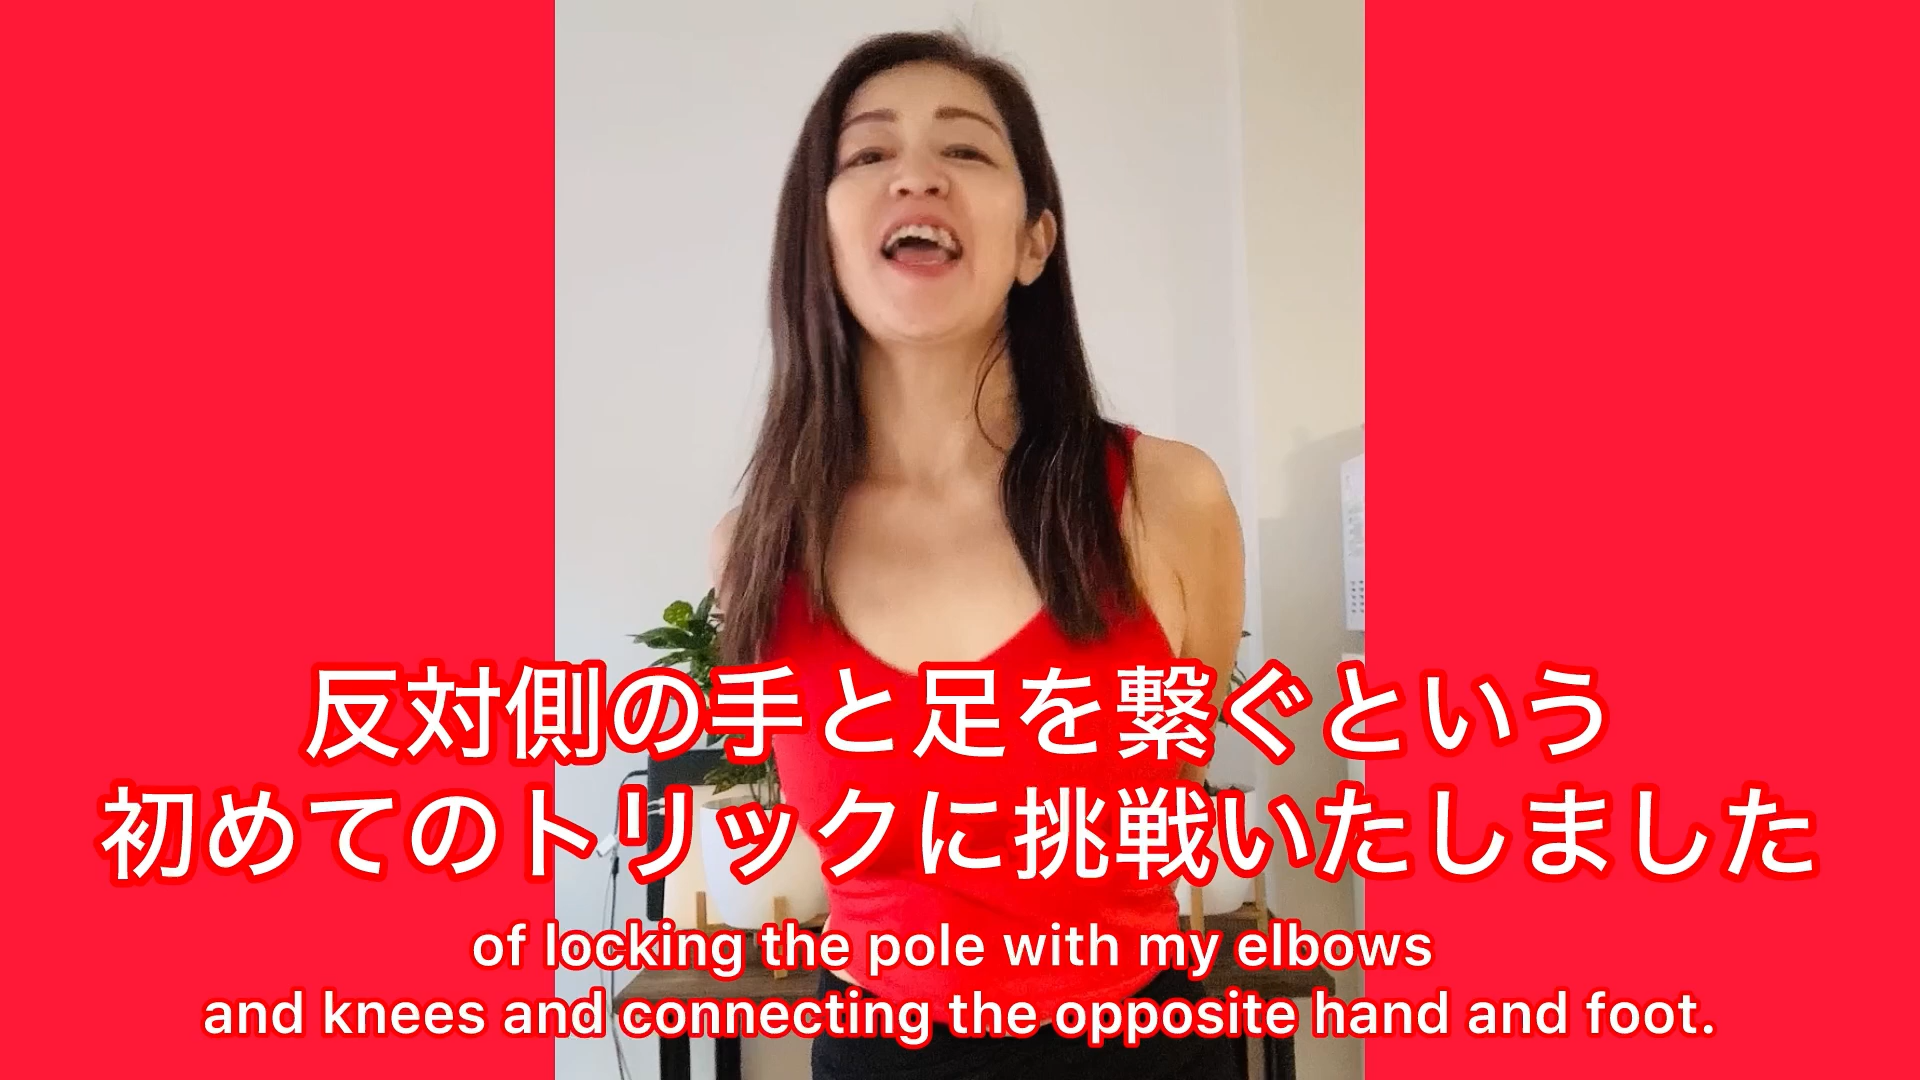 反対側の手と足を繋ぐという
初めてのトリックに挑戦いたしました
of locking the pole with my elbows
and knees and connecting the opposite hand and foot.